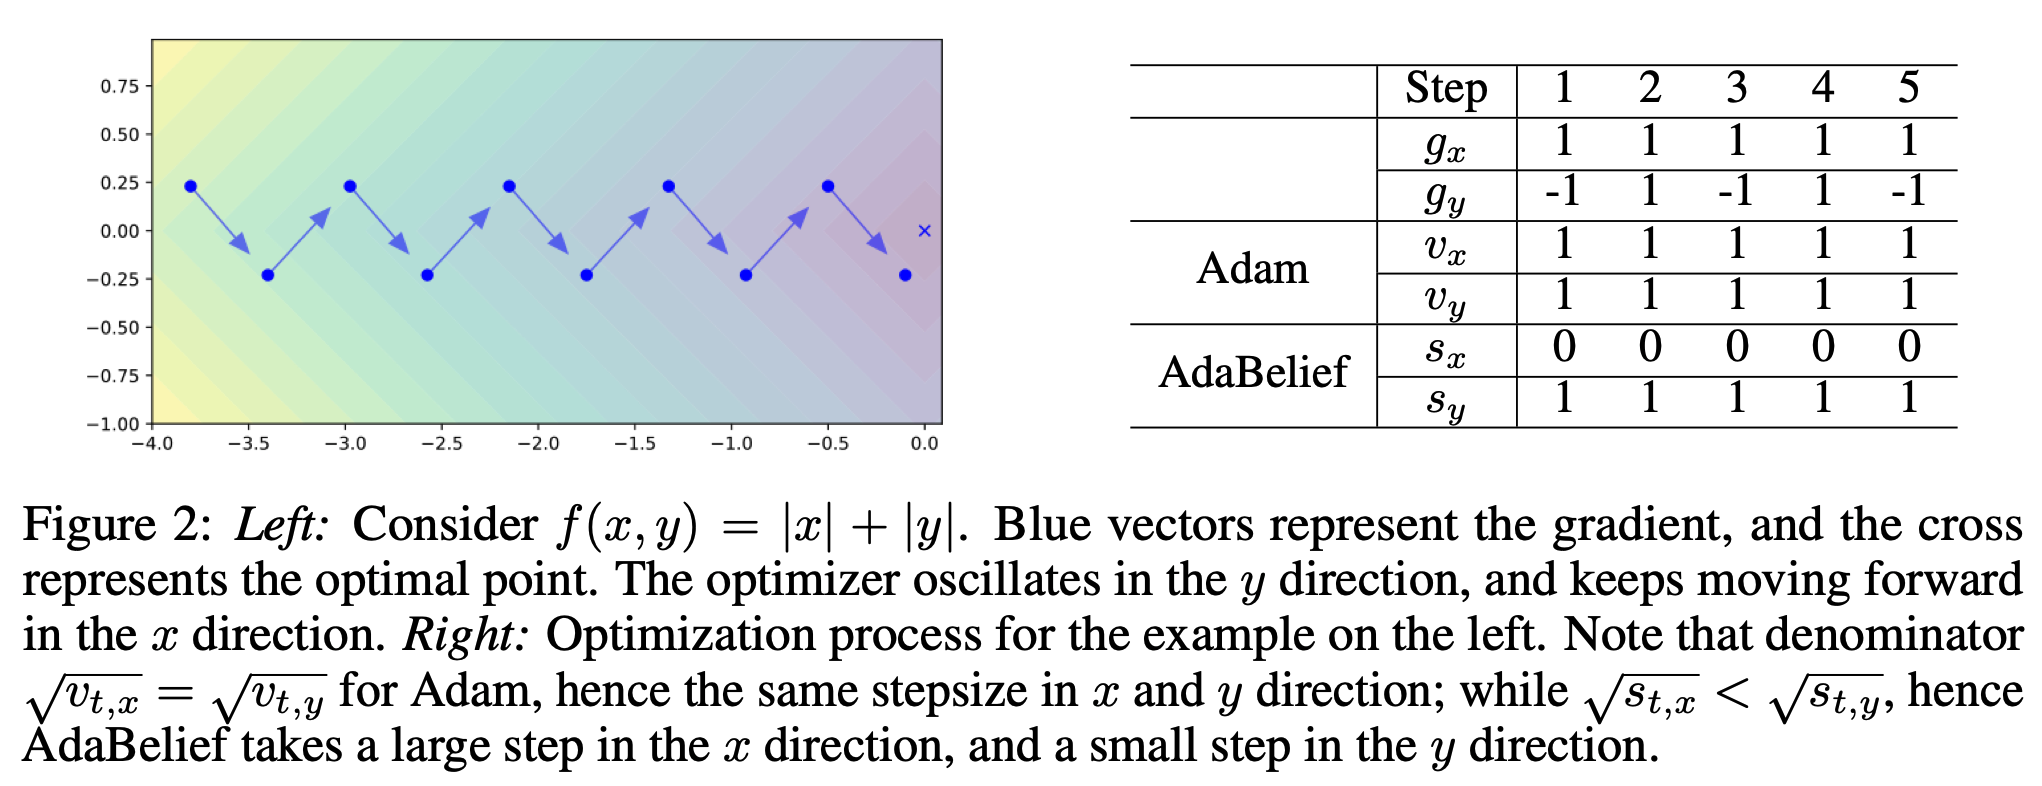 0.75
0.50
0.25
0.00
−0.25
−0.50
−0.75
−1.00
−4.0 −3.5 −3.0 −2.5 −2.0 −1.5 −1.0 −0.5 0.0
Step 1 2 3 4 5
g_x 1 1 1 1 1
g_y -1 1 -1 1 -1
Adam
v_x 1 1 1 1 1
v_y 1 1 1 1 1
AdaBelief
s_x 0 0 0 0 0
s_y 1 1 1 1 1
Figure 2: Left: Consider f(x, y) = |x| + |y|. Blue vectors represent the gradient, and the cross
represents the optimal point. The optimizer oscillates in the y direction, and keeps moving forward
in the x direction. Right: Optimization process for the example on the left. Note that denominator
√v_{t,x} = √v_{t,y} for Adam, hence the same stepsize in x and y direction; while √s_{t,x} < √s_{t,y}, hence
AdaBelief takes a large step in the x direction, and a small step in the y direction.